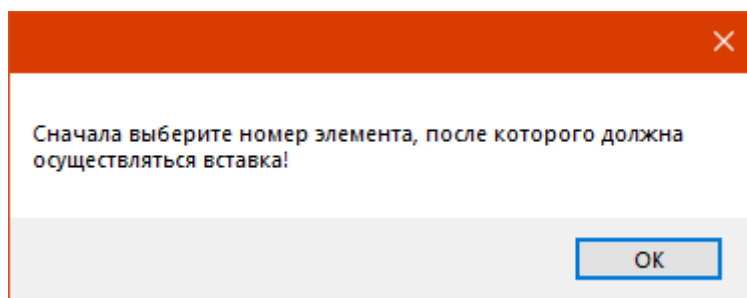 Сначала выберите номер элемента, после которого должна
осуществляться вставка!
OK